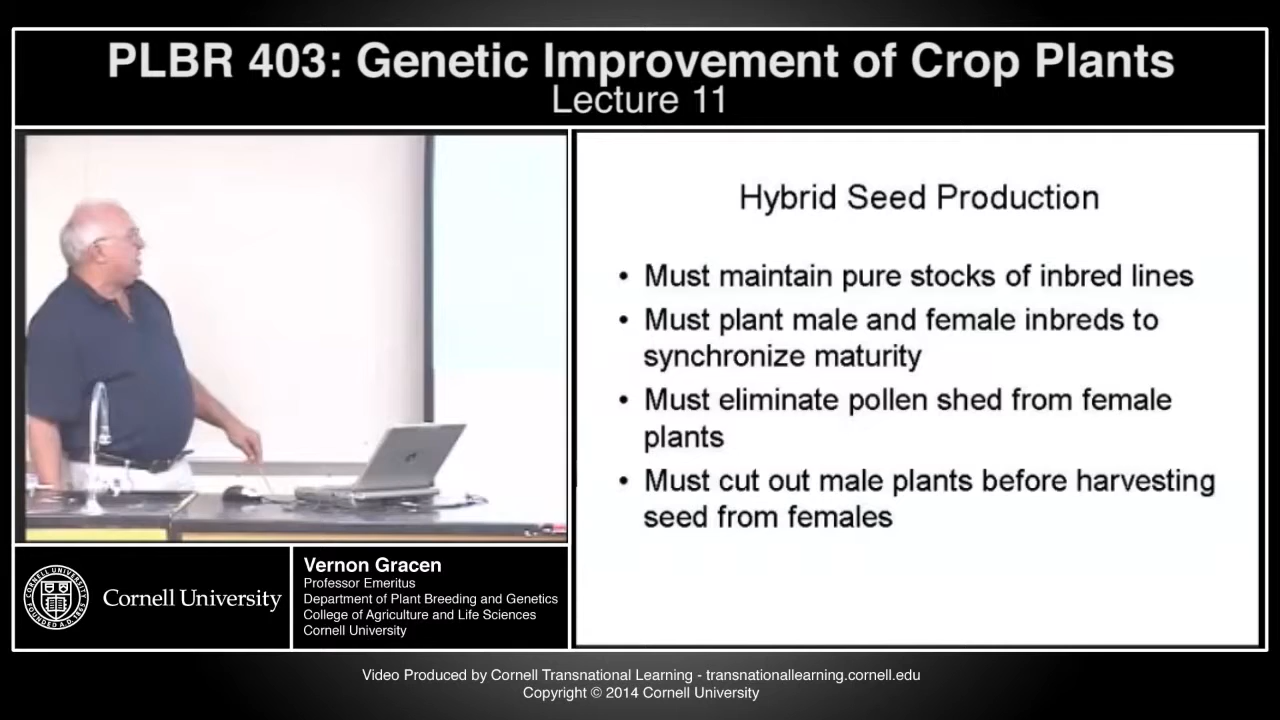 PLBR 403: Genetic Improvement of Crop Plants
Lecture 11
Hybrid Seed Production
• Must maintain pure stocks of inbred lines
• Must plant male and female inbreds to
synchronize maturity
• Must eliminate pollen shed from female
plants
• Must cut out male plants before harvesting
seed from females
Cornell University
Vernon Gracen
Professor Emeritus
Department of Plant Breeding and Genetics
College of Agriculture and Life Sciences
Cornell University
Video Produced by Cornell Transnational Learning - transnationallearning.cornell.edu
Copyright © 2014 Cornell University